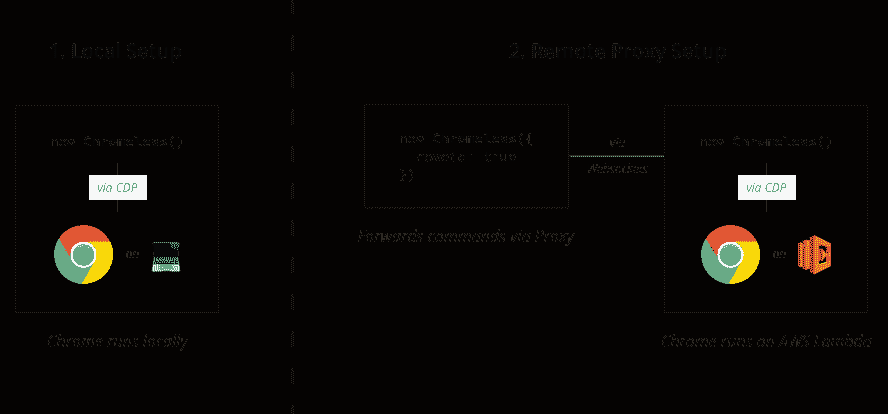 1. Local Setup
2. Remote Proxy Setup
new Chromeless()
via CDP
on
Chrome runs locally
new Chromeless({
remote: true
})
Forwards commands via Proxy
via
Websocket
new Chromeless()
via CDP
on
Chrome runs on AWS Lambda